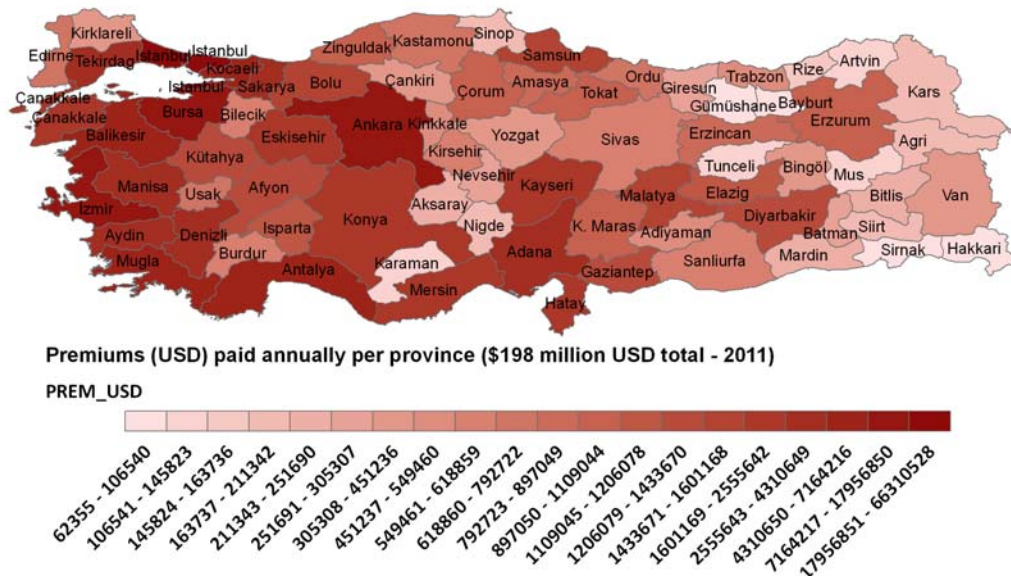 Sinop
Kirklareli
Zinguldak
Kastamonu
Istanbul
Edirne
Tekirdag
Istanbul
Samsun
Artvin
Rize
Kocaeli
Bolu
Çankiri
Amasya
Ordu
Trabzon
Giresun
Kars
Istanbul
Sakarya
Çorum
Tokat
Çanakkale
Gümüshane
Bayburt
Çanakkale
Bursa
Bilecik
Ankara
Kirikkale
Erzurum
Balikesir
Eskisehir
Yozgat
Sivas
Erzincan
Agri
Kütahya
Kirsehir
Tunceli
Bingöl
Mus
Manisa
Usak
Afyon
Nevsehir
Kayseri
Malatya
Elazig
Bitlis
Van
Aksaray
Izmir
Konya
Nigde
Diyarbakir
Aydin
Denizli
Isparta
K. Maras
Adiyaman
Batman
Siirt
Burdur
Mardin
Sirnak
Hakkari
Mugla
Antalya
Karaman
Adana
Gaziantep
Sanliurfa
Mersin
Hatay
Premiums (USD) paid annually per province ($198 million USD total - 2011)
PREM_USD
62355 - 106540
106541 - 145823
145824 - 163736
163737 - 211342
211343 - 251690
251691 - 305307
305308 - 451236
451237 - 549460
549461 - 618859
618860 - 792722
792723 - 897049
897050 - 1109044
1109045 - 1206078
1206079 - 1433670
1433671 - 1601168
1601169 - 2555642
2555643 - 4310649
4310650 - 7164216
7164217 - 17956850
17956851 - 66310528